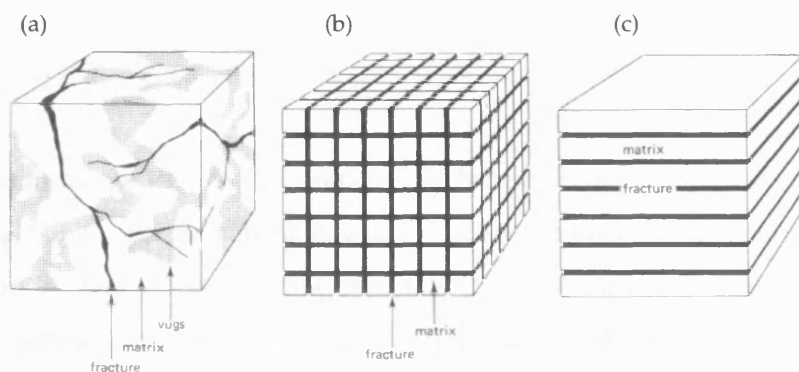 (a)
(b)
(c)
vugs
matrix
fracture
matrix
fracture
matrix
fracture